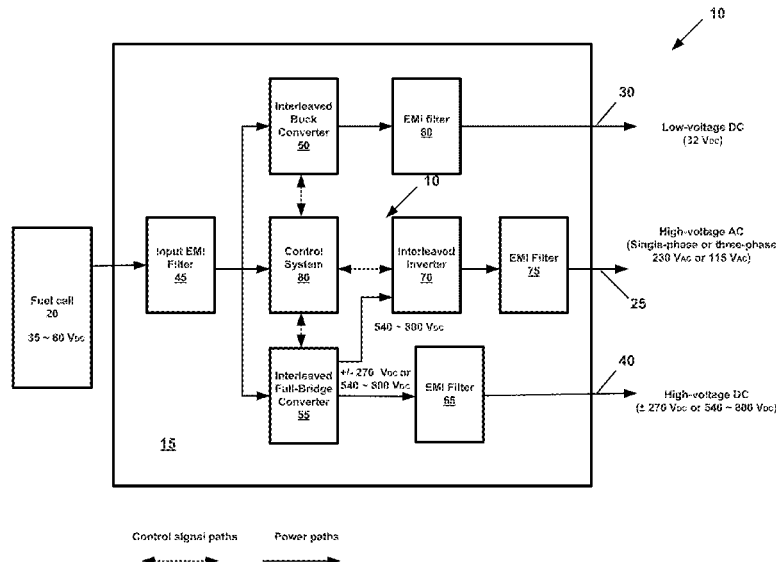 10
Interleaved
Buck
Converter
50
EMI filter
60
30
Low-voltage DC
(32 VDC)
10
Fuel cell
20
35 ~ 60 VDC
Input EMI
Filter
45
Control
System
80
Interleaved
Inverter
70
EMI Filter
75
High-voltage AC
(Single-phase or three-phase
230 VAC or 115 VAC)
25
540 ~ 800 VDC
Interleaved
Full-Bridge
Converter
55
+/- 270 VDC or
540 ~ 800 VDC
EMI Filter
65
40
High-voltage DC
(± 270 VDC or 540 ~ 800 VDC)
15
Control signal paths
Power paths